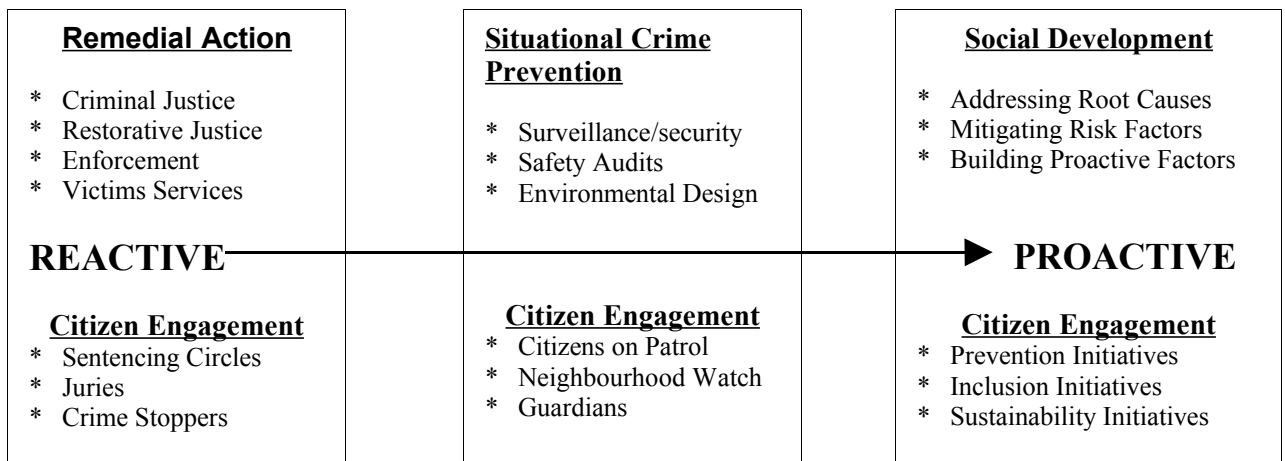 Remedial Action
* Criminal Justice
* Restorative Justice
* Enforcement
* Victims Services
Situational Crime
Prevention
* Surveillance/security
* Safety Audits
* Environmental Design
Social Development
* Addressing Root Causes
* Mitigating Risk Factors
* Building Proactive Factors
REACTIVE
PROACTIVE
Citizen Engagement
* Sentencing Circles
* Juries
* Crime Stoppers
Citizen Engagement
* Citizens on Patrol
* Neighbourhood Watch
* Guardians
Citizen Engagement
* Prevention Initiatives
* Inclusion Initiatives
* Sustainability Initiatives